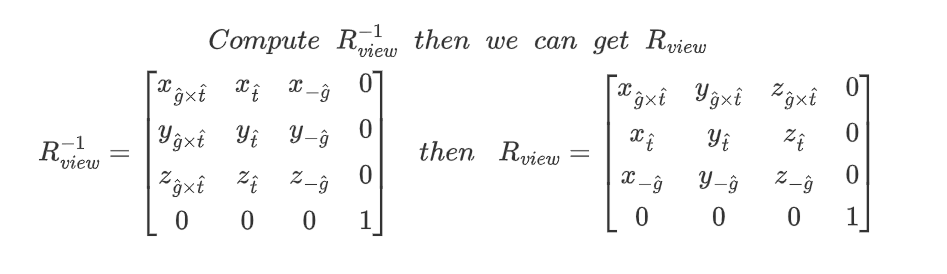 Compute $R_{view}^{-1}$ then we can get $R_{view}$
$R_{view}^{-1} = \begin{bmatrix} x_{\hat{g}\times\hat{t}} & x_{\hat{t}} & x_{-\hat{g}} & 0 \\ y_{\hat{g}\times\hat{t}} & y_{\hat{t}} & y_{-\hat{g}} & 0 \\ z_{\hat{g}\times\hat{t}} & z_{\hat{t}} & z_{-\hat{g}} & 0 \\ 0 & 0 & 0 & 1 \end{bmatrix}$ then $R_{view} = \begin{bmatrix} x_{\hat{g}\times\hat{t}} & y_{\hat{g}\times\hat{t}} & z_{\hat{g}\times\hat{t}} & 0 \\ x_{\hat{t}} & y_{\hat{t}} & z_{\hat{t}} & 0 \\ x_{-\hat{g}} & y_{-\hat{g}} & z_{-\hat{g}} & 0 \\ 0 & 0 & 0 & 1 \end{bmatrix}$